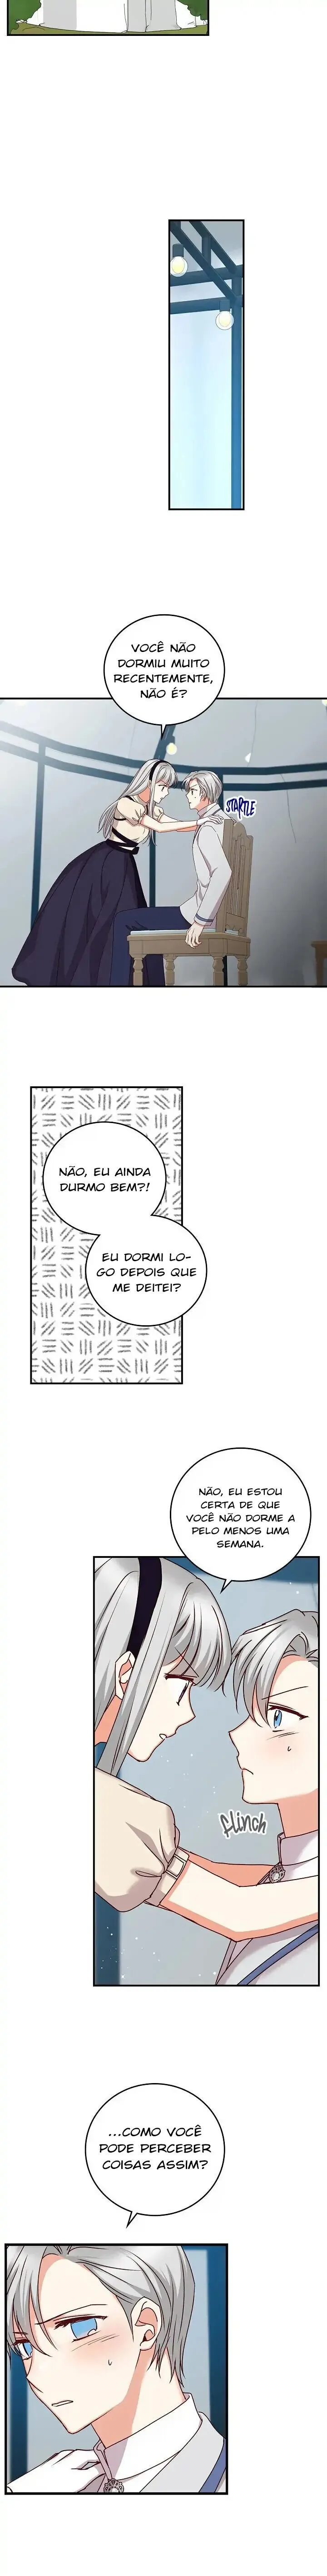 VOCÊ NÃO
DORMIU MUITO
RECENTEMENTE,
NÃO É?
STARTLE
NÃO, EU AINDA
DURMO BEM?!
EU DORMI LO-
GO DEPOIS QUE
ME DEITEI?
NÃO, EU ESTOU
CERTA DE QUE
VOCÊ NÃO DORME A
PELO MENOS UMA
SEMANA.
flinch
...COMO VOCÊ
PODE PERCEBER
COISAS ASSIM?